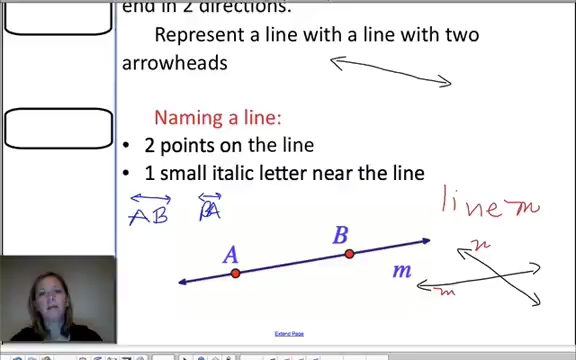 end in 2 directions.
Represent a line with a line with two
arrowheads
Naming a line:
• 2 points on the line
• 1 small italic letter near the line
AB BA
line m
A
B
m
n
m
Extend Page